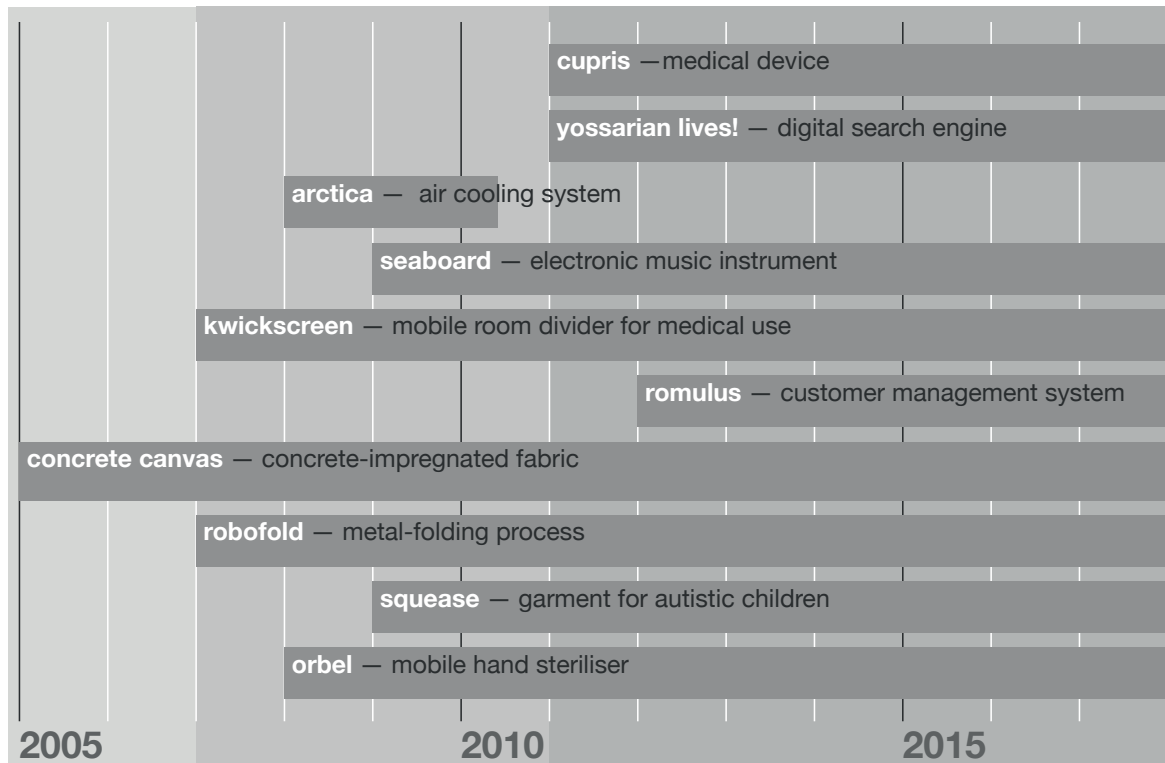 cupris —medical device
yossarian lives! — digital search engine
arctica — air cooling system
seaboard — electronic music instrument
kwickscreen — mobile room divider for medical use
romulus — customer management system
concrete canvas — concrete-impregnated fabric
robofold — metal-folding process
squease — garment for autistic children
orbel — mobile hand steriliser
2005 2010 2015